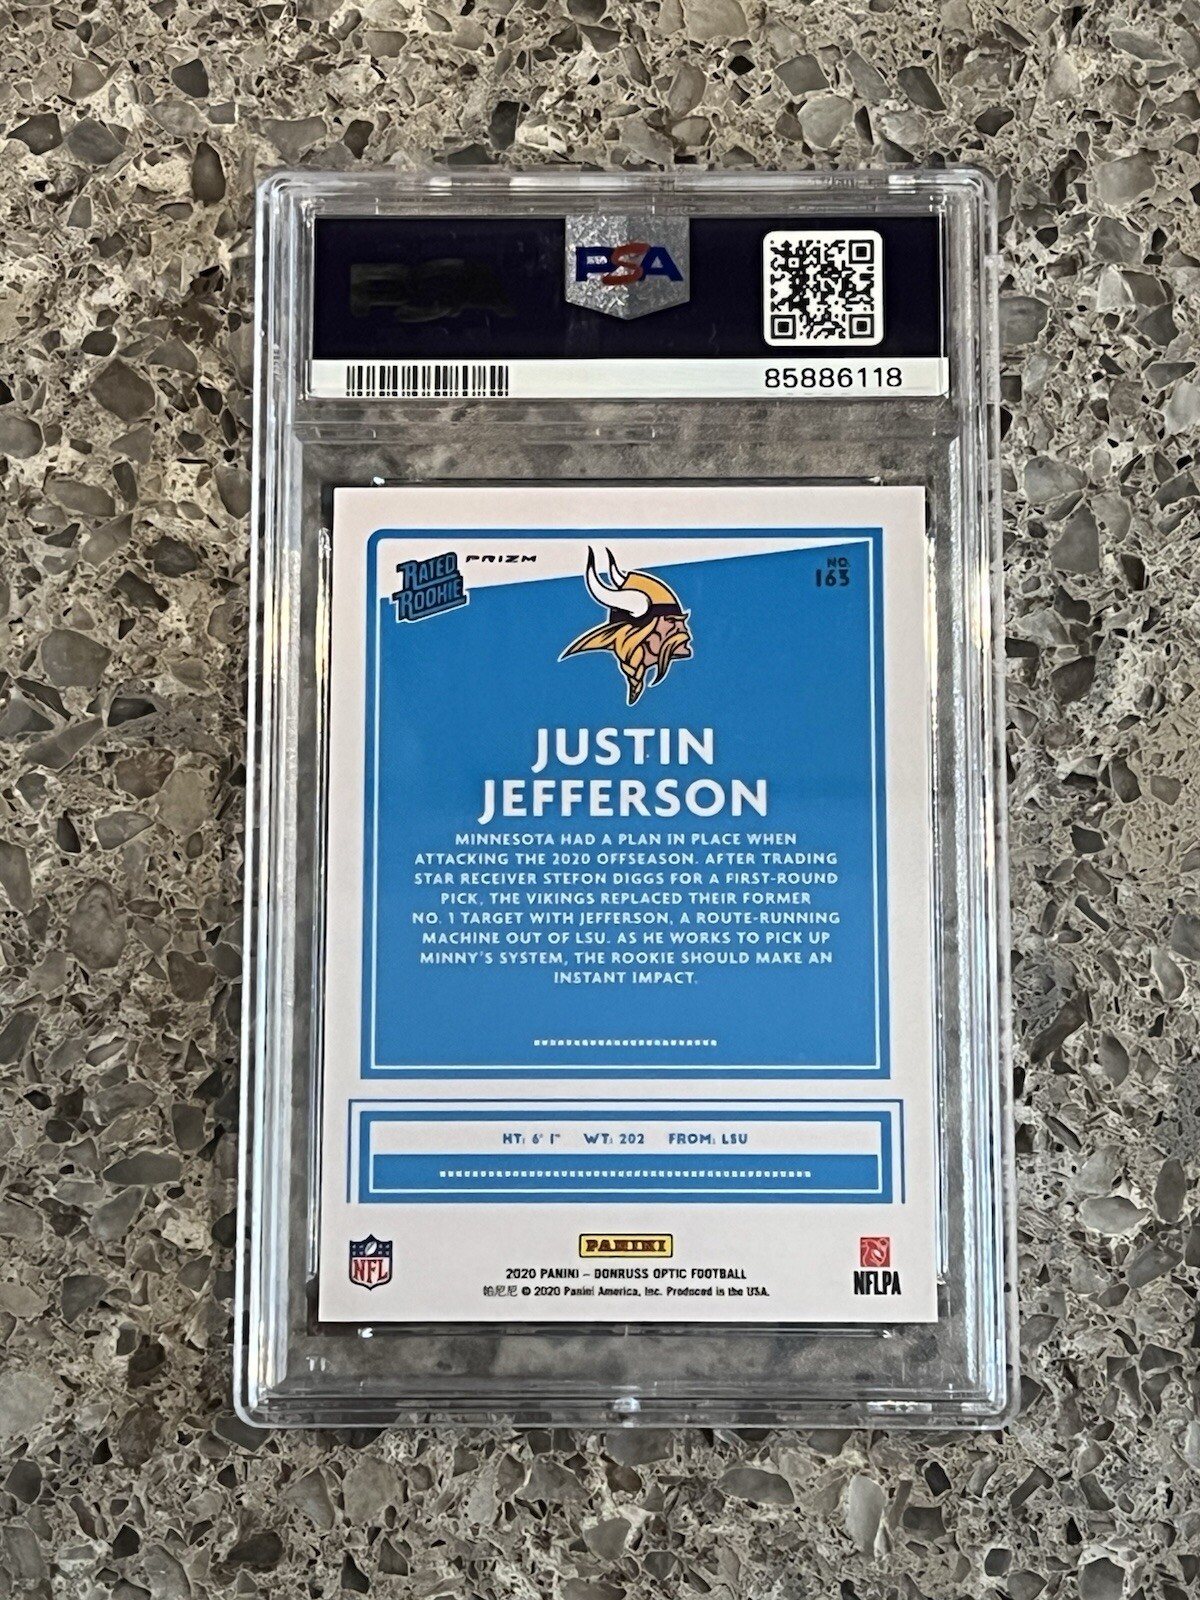 PSA
85886118
RATED
ROOKIE
PRIZM
NO.
163
JUSTIN
JEFFERSON
MINNESOTA HAD A PLAN IN PLACE WHEN
ATTACKING THE 2020 OFFSEASON. AFTER TRADING
STAR RECEIVER STEFON DIGGS FOR A FIRST-ROUND
PICK, THE VIKINGS REPLACED THEIR FORMER
NO. 1 TARGET WITH JEFFERSON, A ROUTE-RUNNING
MACHINE OUT OF LSU. AS HE WORKS TO PICK UP
MINNY'S SYSTEM, THE ROOKIE SHOULD MAKE AN
INSTANT IMPACT.
HT: 6' 1" WT: 202 FROM: LSU
NFL
PANINI
NFLPA
2020 PANINI – DONRUSS OPTIC FOOTBALL
帕尼尼 © 2020 Panini America, Inc. Produced in the USA.